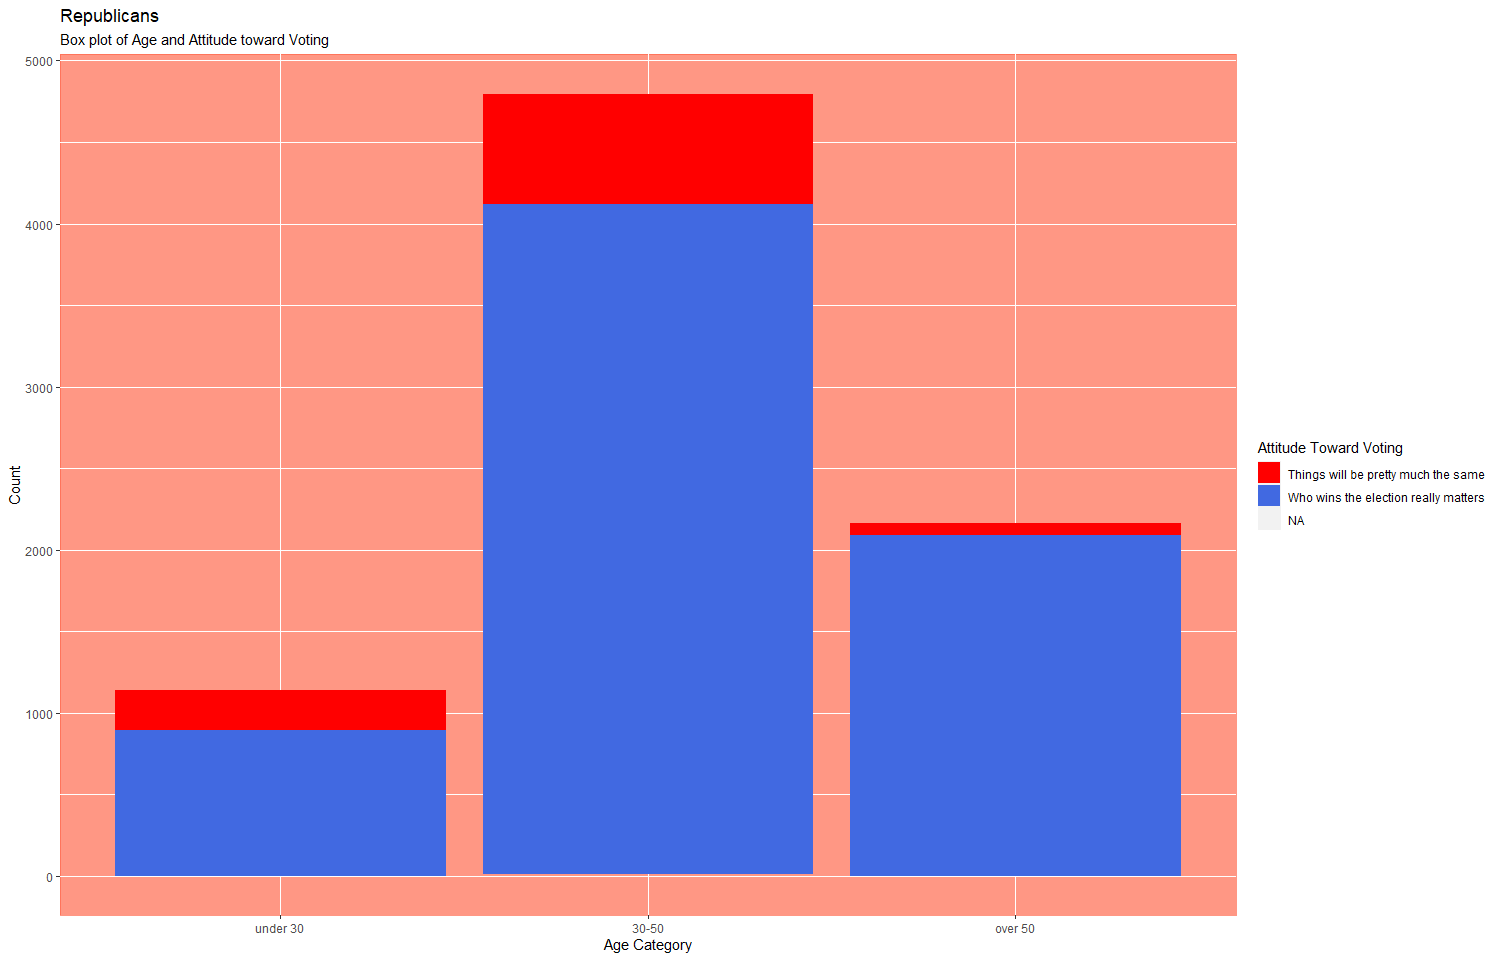 Republicans
Box plot of Age and Attitude toward Voting
5000
4000
3000
2000
1000
0
Count
under 30
30-50
over 50
Age Category
Attitude Toward Voting
Things will be pretty much the same
Who wins the election really matters
NA